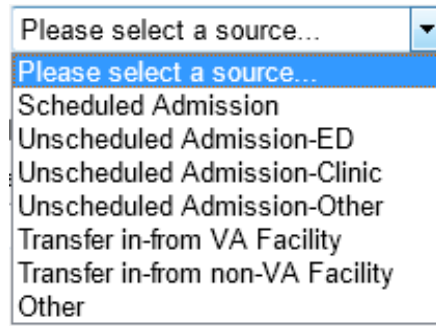 Please select a source...
Please select a source...
Scheduled Admission
Unscheduled Admission-ED
Unscheduled Admission-Clinic
Unscheduled Admission-Other
Transfer in-from VA Facility
Transfer in-from non-VA Facility
Other